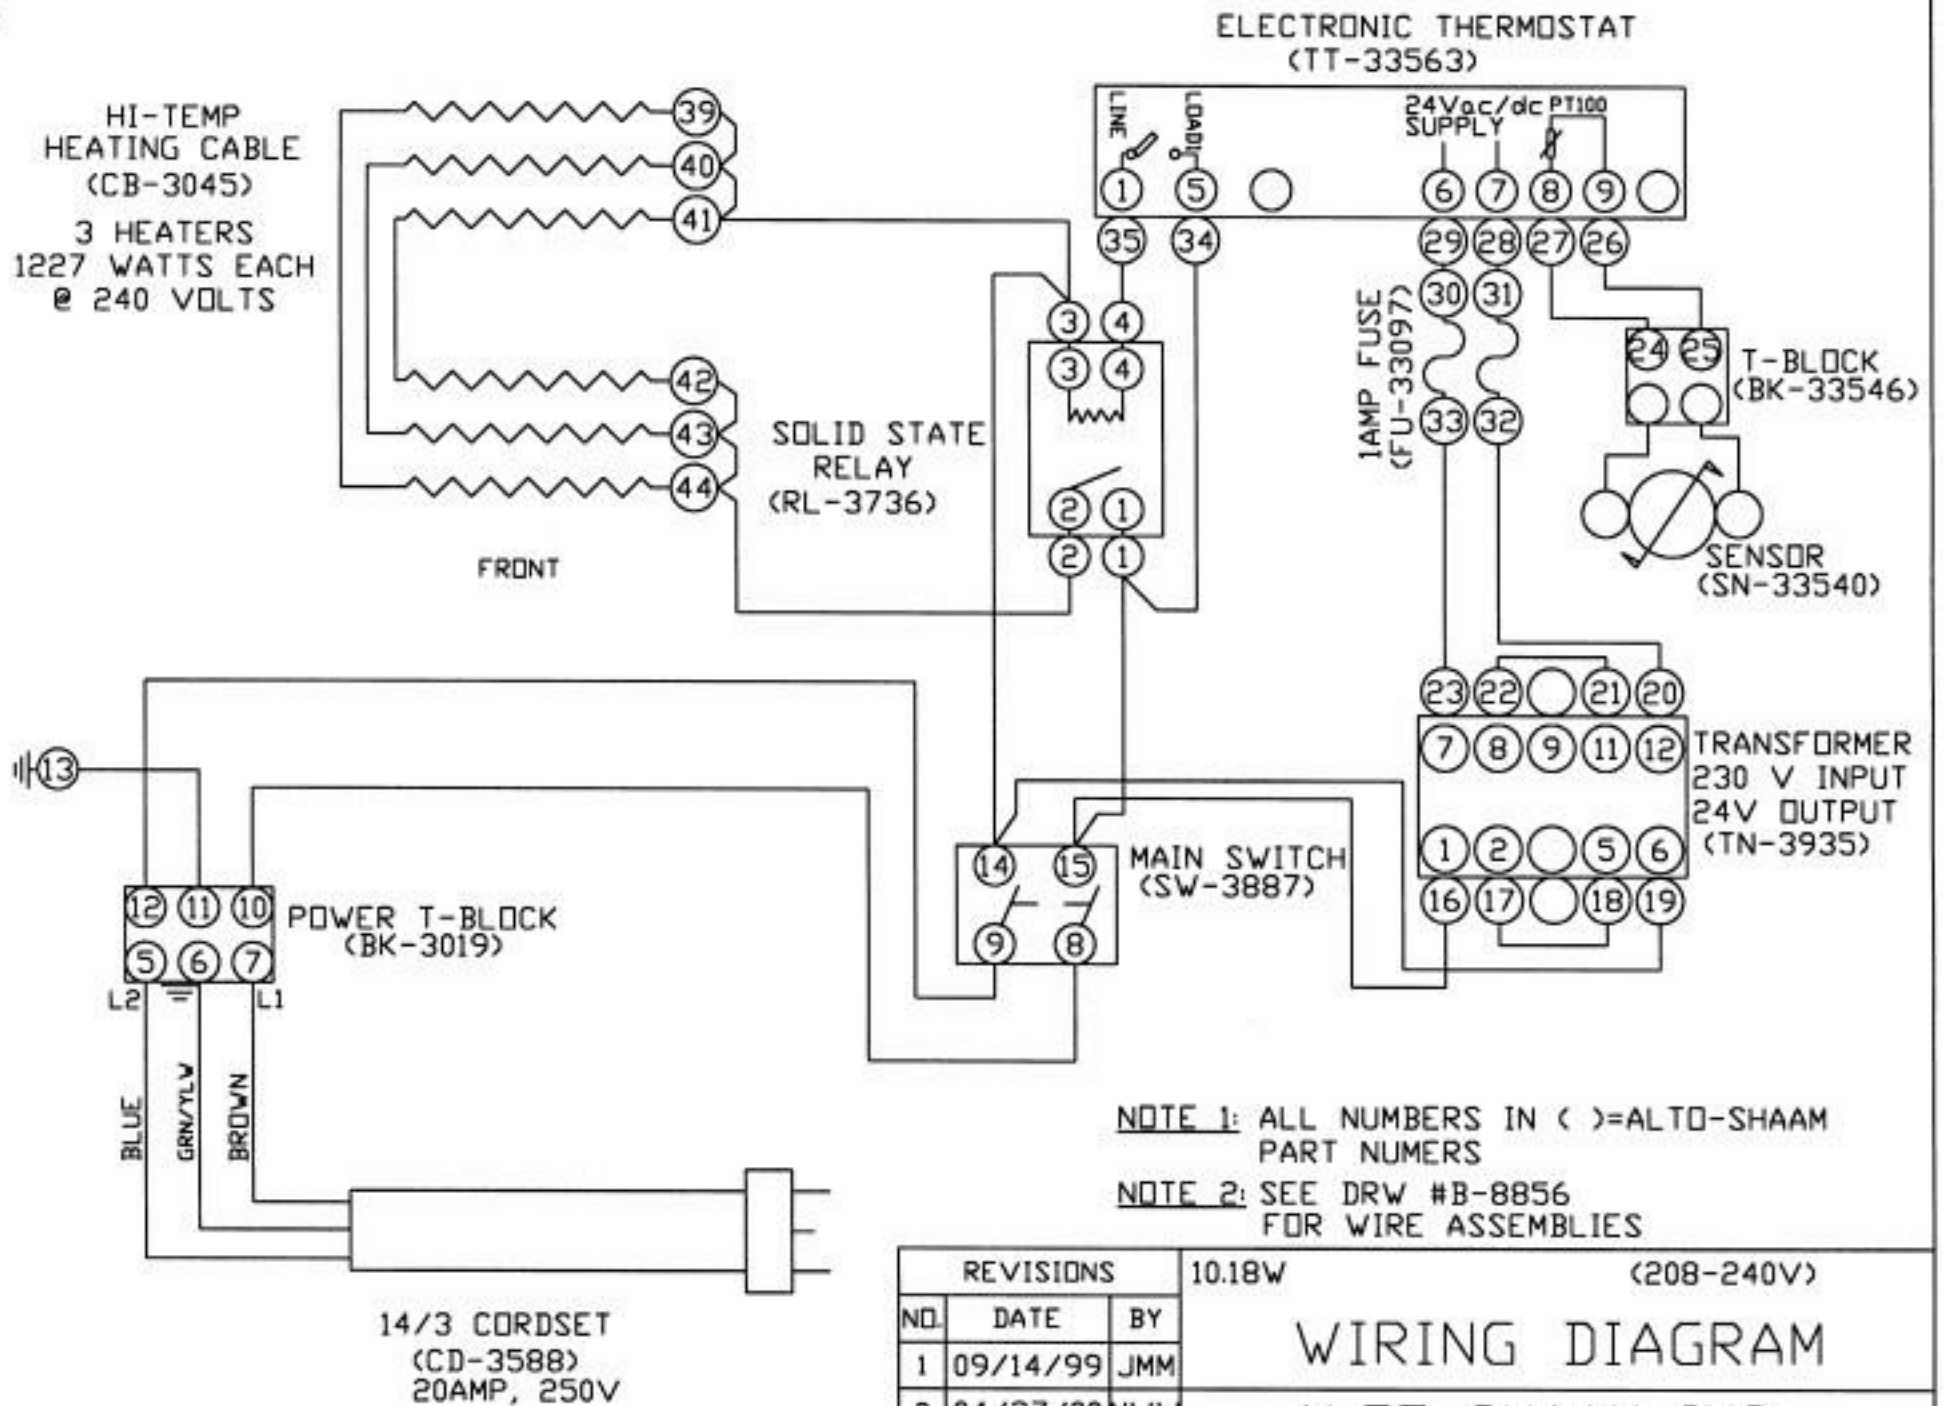 ELECTRONIC THERMOSTAT
(TT-33563)
HI-TEMP
HEATING CABLE
(CB-3045)
3 HEATERS
1227 WATTS EACH
@ 240 VOLTS
39
40
41
42
43
44
LINE
LOAD1
24Vac/dc PT100
SUPPLY
1 5 6 7 8 9
35 34 29 28 27 26
30 31
1AMP FUSE
(FU-33097)
33 32
3 4
3 4
2 1
2 1
SOLID STATE
RELAY
(RL-3736)
24 25
T-BLOCK
(BK-33546)
SENSOR
(SN-33540)
FRONT
23 22 21 20
7 8 9 11 12
1 2 5 6
16 17 18 19
TRANSFORMER
230 V INPUT
24V OUTPUT
(TN-3935)
14 15
9 8
MAIN SWITCH
(SW-3887)
13
12 11 10
5 6 7
POWER T-BLOCK
(BK-3019)
L2 L1
BLUE
GRN/YLW
BROWN
14/3 CORDSET
(CD-3588)
20AMP, 250V
NOTE 1: ALL NUMBERS IN ( )=ALTO-SHAAM
PART NUMERS
NOTE 2: SEE DRW #B-8856
FOR WIRE ASSEMBLIES
REVISIONS
NO. DATE BY
1 09/14/99 JMM
10.18W (208-240V)
WIRING DIAGRAM